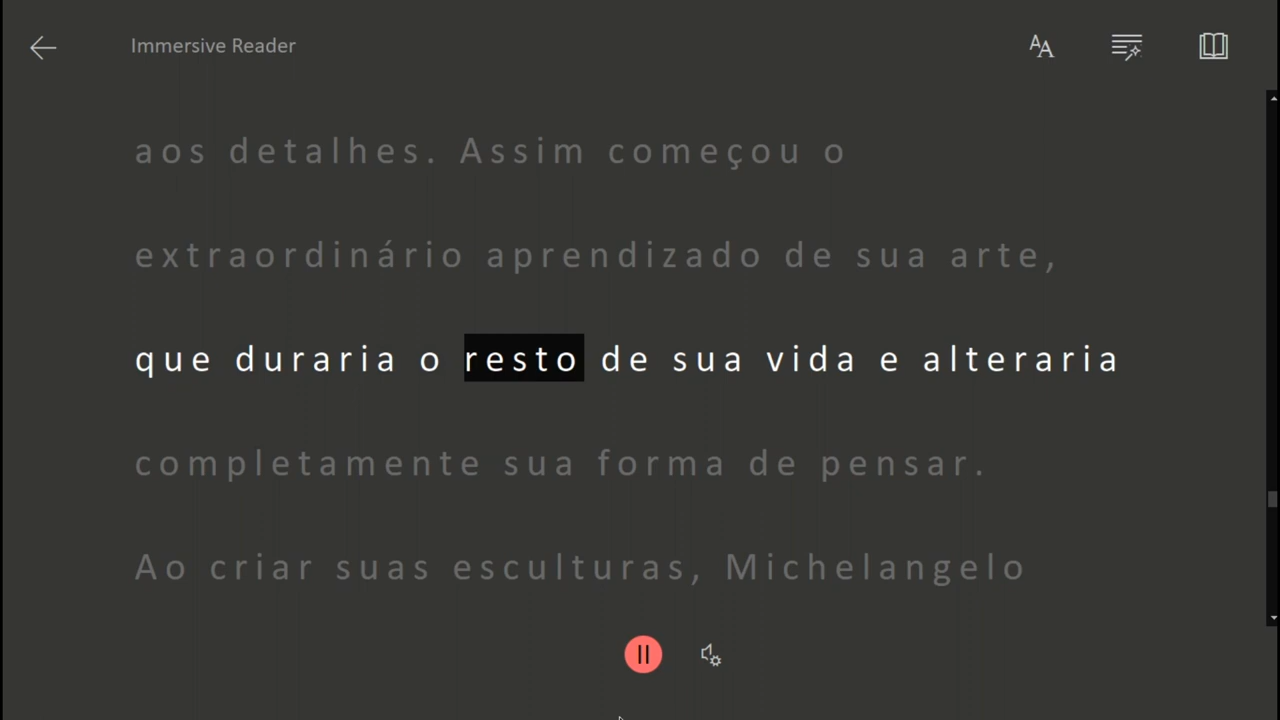 Immersive Reader
aos detalhes. Assim começou o
extraordinário aprendizado de sua arte,
que duraria o resto de sua vida e alteraria
completamente sua forma de pensar.
Ao criar suas esculturas, Michelangelo